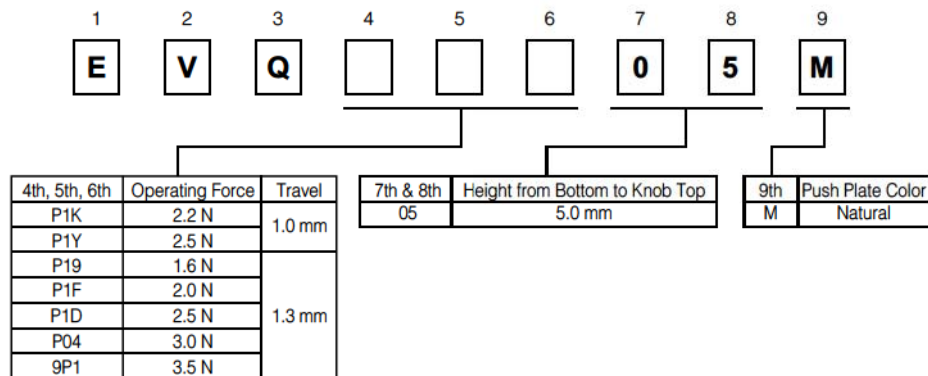 1 2 3 4 5 6 7 8 9
E V Q 0 5 M
4th, 5th, 6th Operating Force Travel
P1K 2.2 N 1.0 mm
P1Y 2.5 N
P19 1.6 N 1.3 mm
P1F 2.0 N
P1D 2.5 N
P04 3.0 N
9P1 3.5 N
7th & 8th Height from Bottom to Knob Top
05 5.0 mm
9th Push Plate Color
M Natural